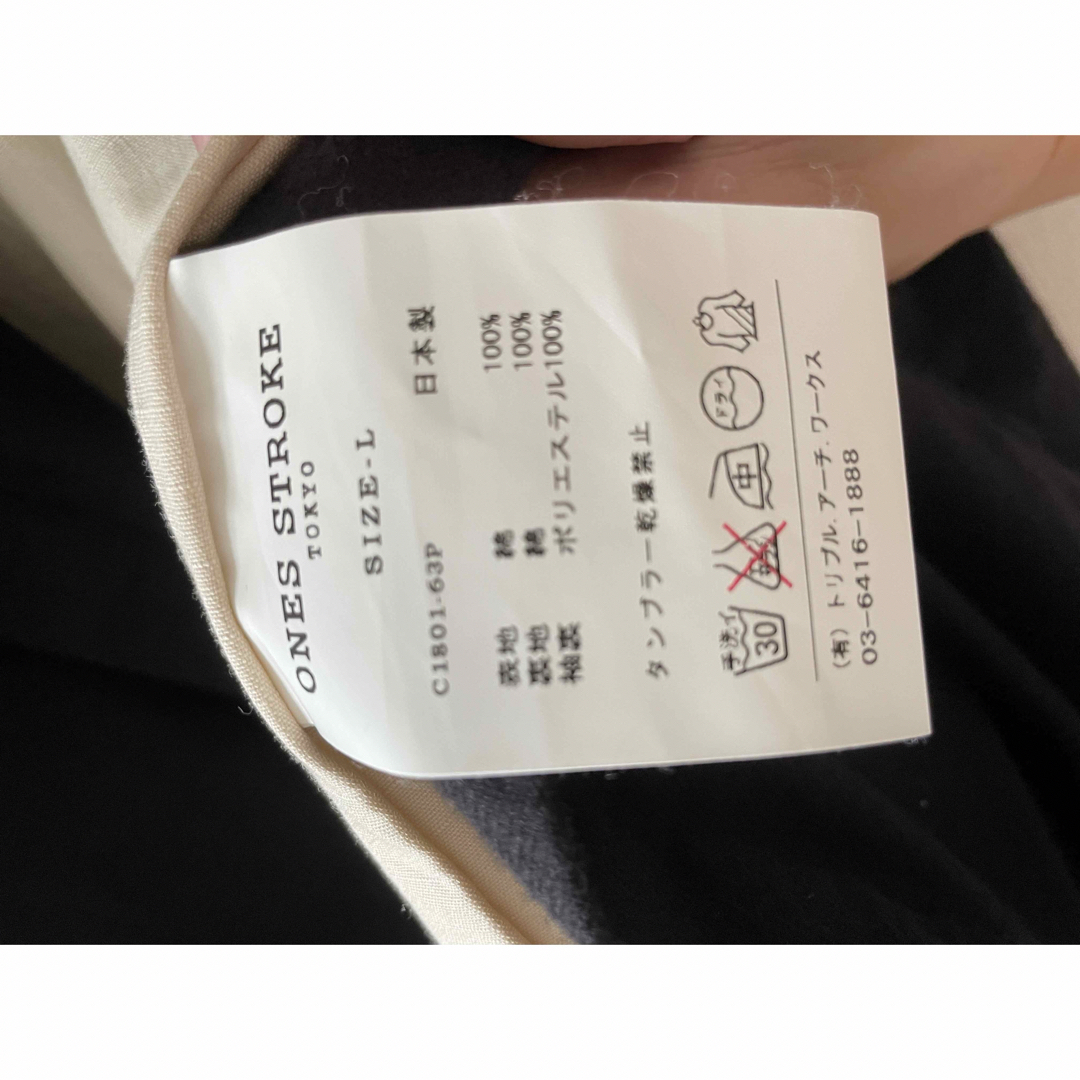 ONES STROKE
TOKYO
SIZE-L
C1801-63P 日本製
表地 綿 100%
裏地 綿 100%
袖裏 ポリエステル100%
タンブラー乾燥禁止
手洗イ 30 中 ドライ
(有)トリプル.アーチ.ワークス
03-6416-1888